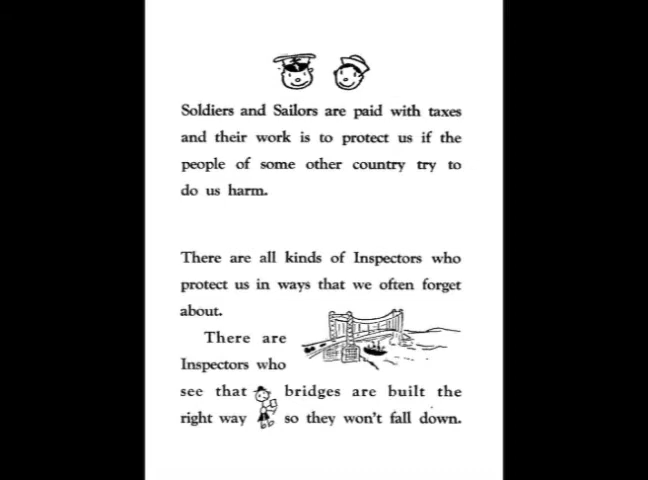 Soldiers and Sailors are paid with taxes
and their work is to protect us if the
people of some other country try to
do us harm.
There are all kinds of Inspectors who
protect us in ways that we often forget
about.
There are
Inspectors who
see that bridges are built the
right way so they won't fall down.